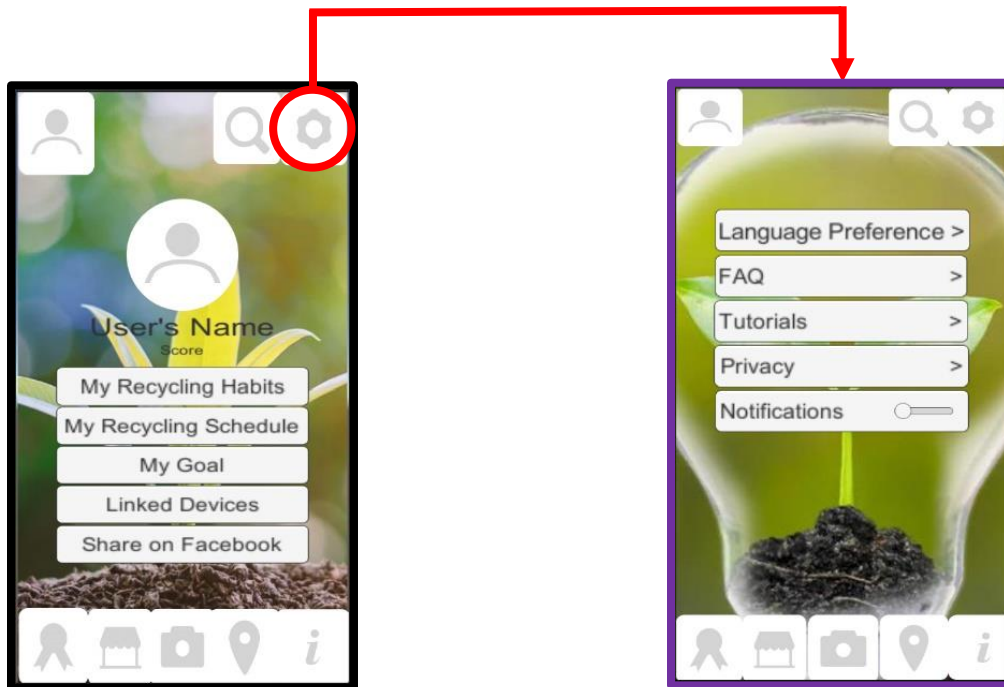 User's Name
Score
My Recycling Habits
My Recycling Schedule
My Goal
Linked Devices
Share on Facebook
i
Language Preference >
FAQ >
Tutorials >
Privacy >
Notifications
i